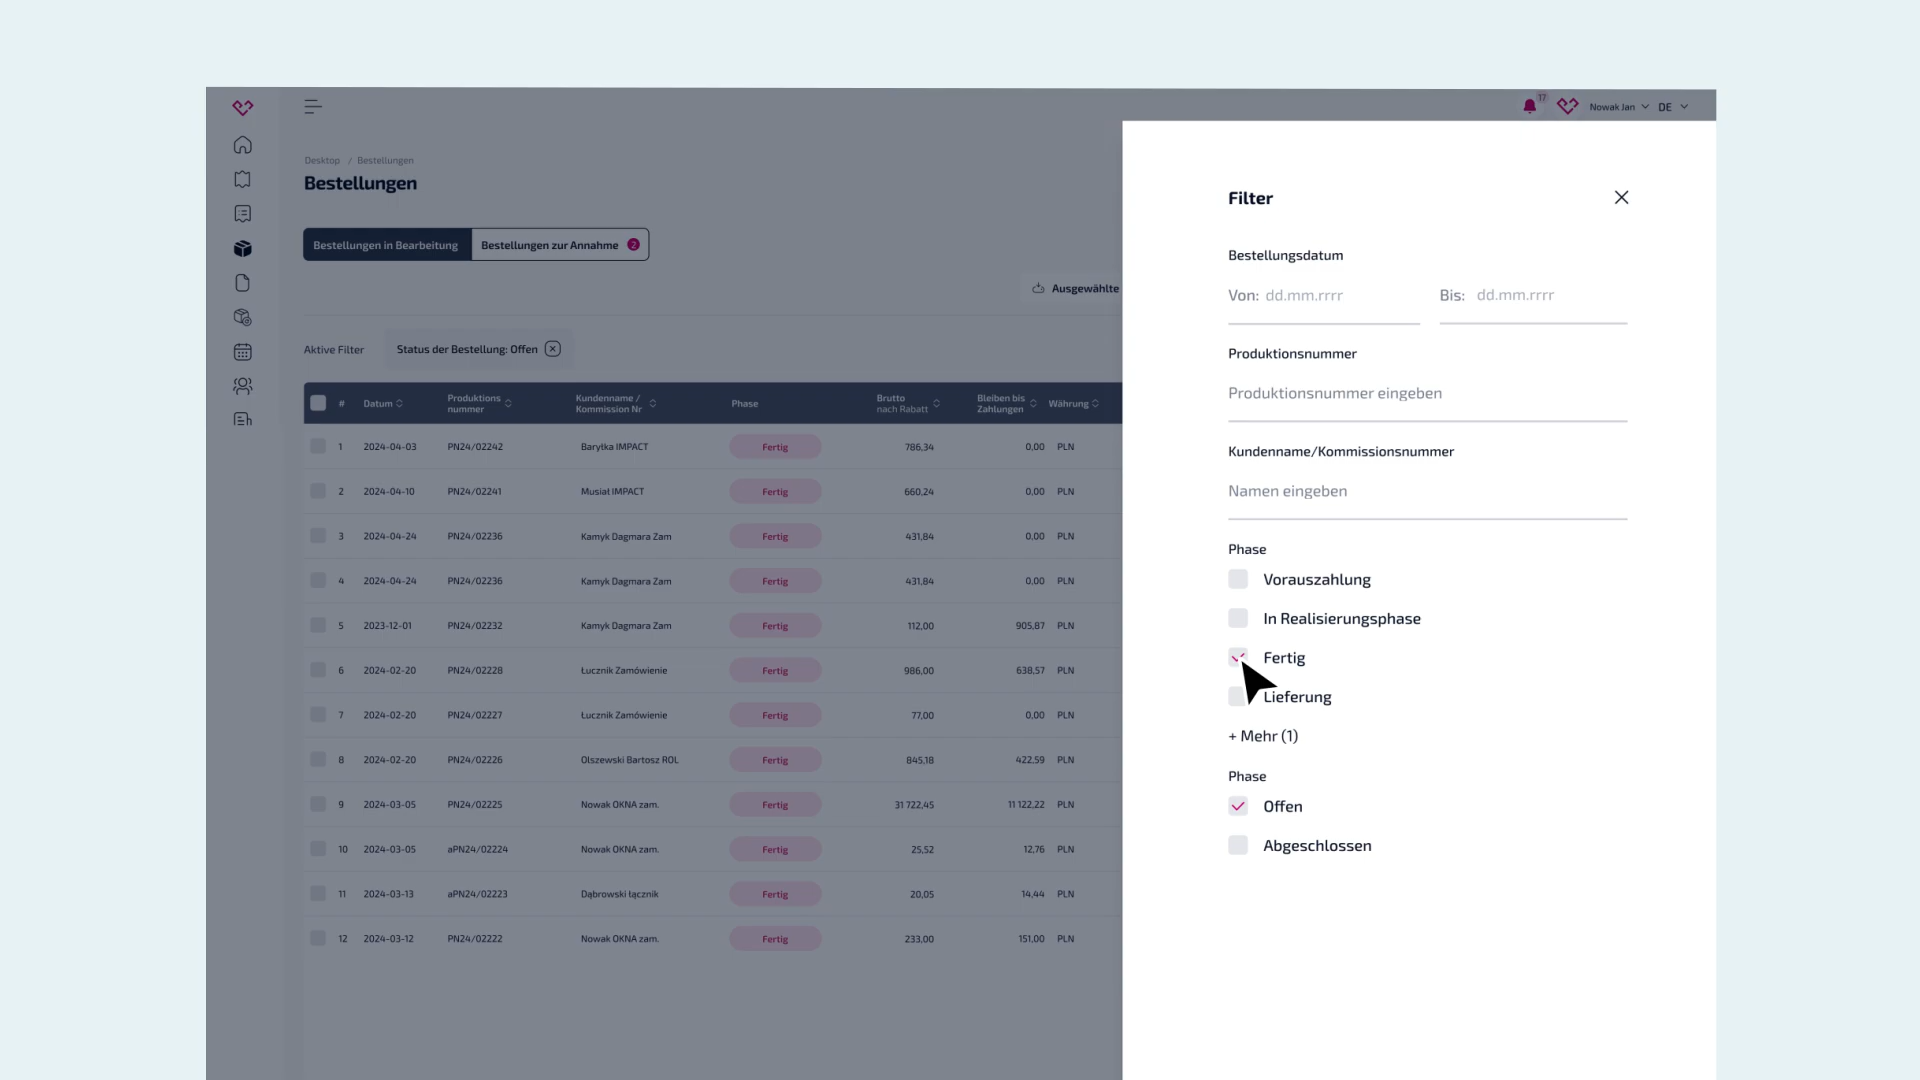 17
Nowak Jan
DE
Desktop / Bestellungen
Bestellungen
Bestellungen in Bearbeitung
Bestellungen zur Annahme 2
Ausgewählte
Aktive Filter
Status der Bestellung: Offen
# Datum Produktions nummer Kundenname / Kommission Nr Phase Brutto nach Rabatt Bleiben bis Zahlungen Währung
1 2024-04-03 PN24/02242 Baryłka IMPACT Fertig 786,34 0,00 PLN
2 2024-04-10 PN24/02241 Musiał IMPACT Fertig 660,24 0,00 PLN
3 2024-04-24 PN24/02236 Kamyk Dagmara Zam Fertig 431,84 0,00 PLN
4 2024-04-24 PN24/02236 Kamyk Dagmara Zam Fertig 431,84 0,00 PLN
5 2023-12-01 PN24/02232 Kamyk Dagmara Zam Fertig 112,00 905,87 PLN
6 2024-02-20 PN24/02228 Łucznik Zamówienie Fertig 986,00 638,57 PLN
7 2024-02-20 PN24/02227 Łucznik Zamówienie Fertig 77,00 0,00 PLN
8 2024-02-20 PN24/02226 Olszewski Bartosz ROL Fertig 845,18 422,59 PLN
9 2024-03-05 PN24/02225 Nowak OKNA zam. Fertig 31 722,45 11 122,22 PLN
10 2024-03-05 aPN24/02224 Nowak OKNA zam. Fertig 25,52 12,76 PLN
11 2024-03-13 aPN24/02223 Dąbrowski łącznik Fertig 20,05 14,44 PLN
12 2024-03-12 PN24/02222 Nowak OKNA zam. Fertig 233,00 151,00 PLN
Filter
Bestellungsdatum
Von: dd.mm.rrrr Bis: dd.mm.rrrr
Produktionsnummer
Produktionsnummer eingeben
Kundenname/Kommissionsnummer
Namen eingeben
Phase
Vorauszahlung
In Realisierungsphase
Fertig
Lieferung
+ Mehr (1)
Phase
Offen
Abgeschlossen